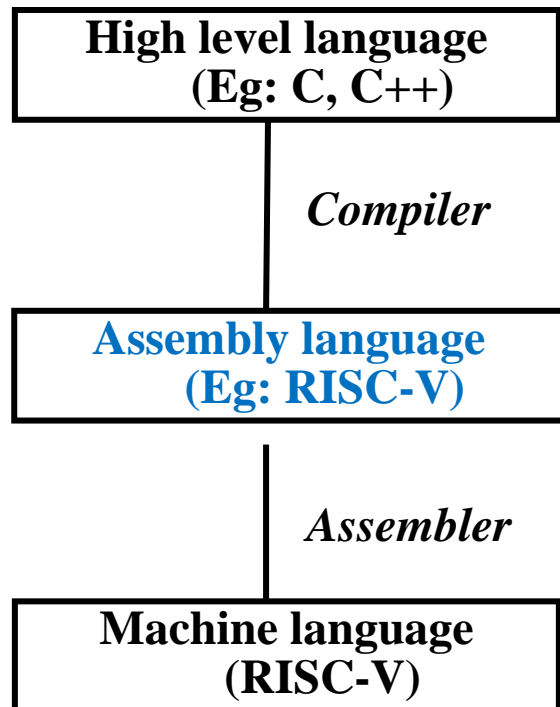 High level language
(Eg: C, C++)
Compiler
Assembly language
(Eg: RISC-V)
Assembler
Machine language
(RISC-V)